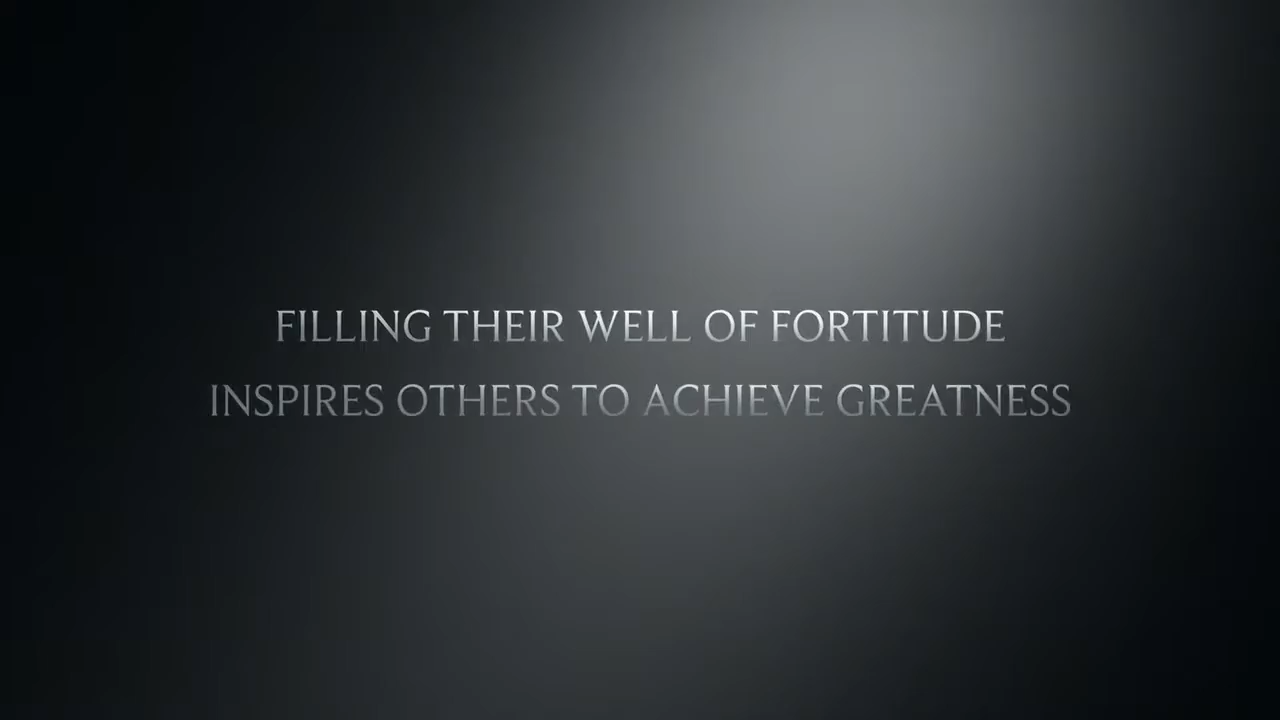 FILLING THEIR WELL OF FORTITUDE
INSPIRES OTHERS TO ACHIEVE GREATNESS